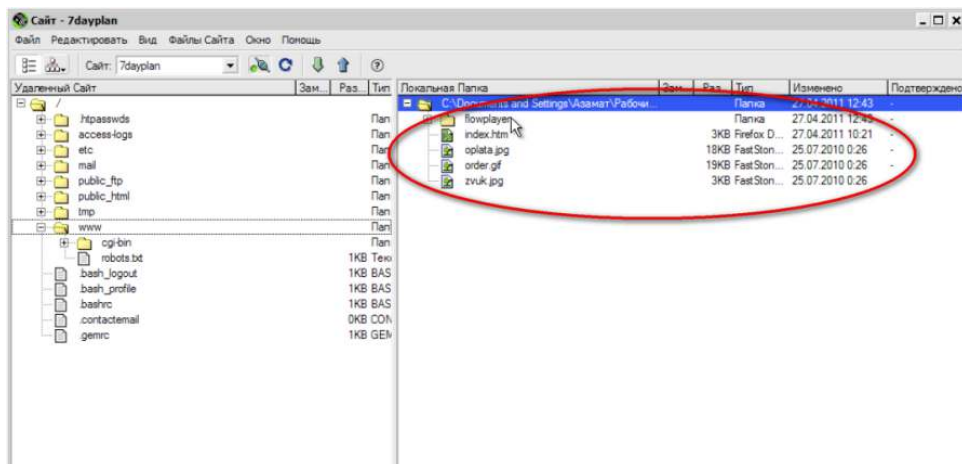 Сайт - 7dayplan
Файл Редактировать Вид Файлы Сайта Окно Помощь
Сайт: 7dayplan
Удаленный Сайт Зам... Раз... Тип
/
.htpasswds Пап
access-logs Пап
etc Пап
mail Пап
public_ftp Пап
public_html Пап
tmp Пап
www Пап
cgi-bin Пап
robots.txt 1KB Текс
.bash_logout 1KB BAS
.bash_profile 1KB BAS
.bashrc 1KB BAS
.contactemail 0KB CON
.gemrc 1KB GEM
Локальная Папка Зам... Раз... Тип Изменено Подтверждено
C:\Documents and Settings\Азамат\Рабочи... Папка 27.04.2011 12:43 -
flowplayer Папка 27.04.2011 12:43 -
index.htm 3KB Firefox D... 27.04.2011 10:21 -
oplata.jpg 18KB FastSton... 25.07.2010 0:26 -
order.gif 19KB FastSton... 25.07.2010 0:26 -
zvuk.jpg 3KB FastSton... 25.07.2010 0:26 -